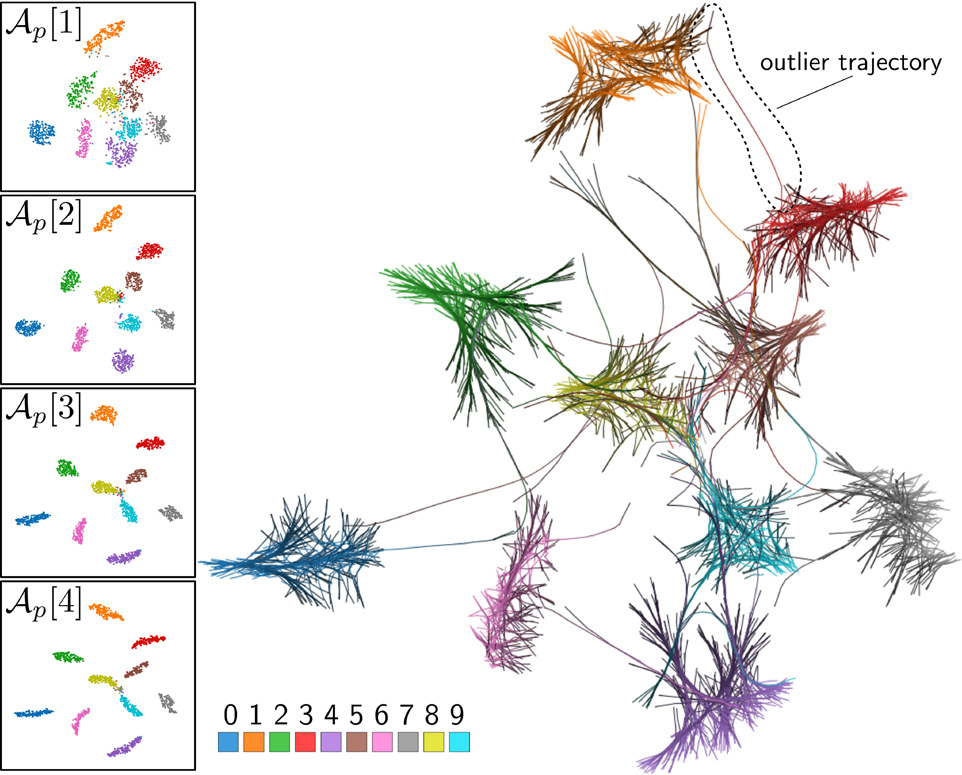 𝒜ₚ[1]
outlier trajectory
𝒜ₚ[2]
𝒜ₚ[3]
𝒜ₚ[4]
0 1 2 3 4 5 6 7 8 9